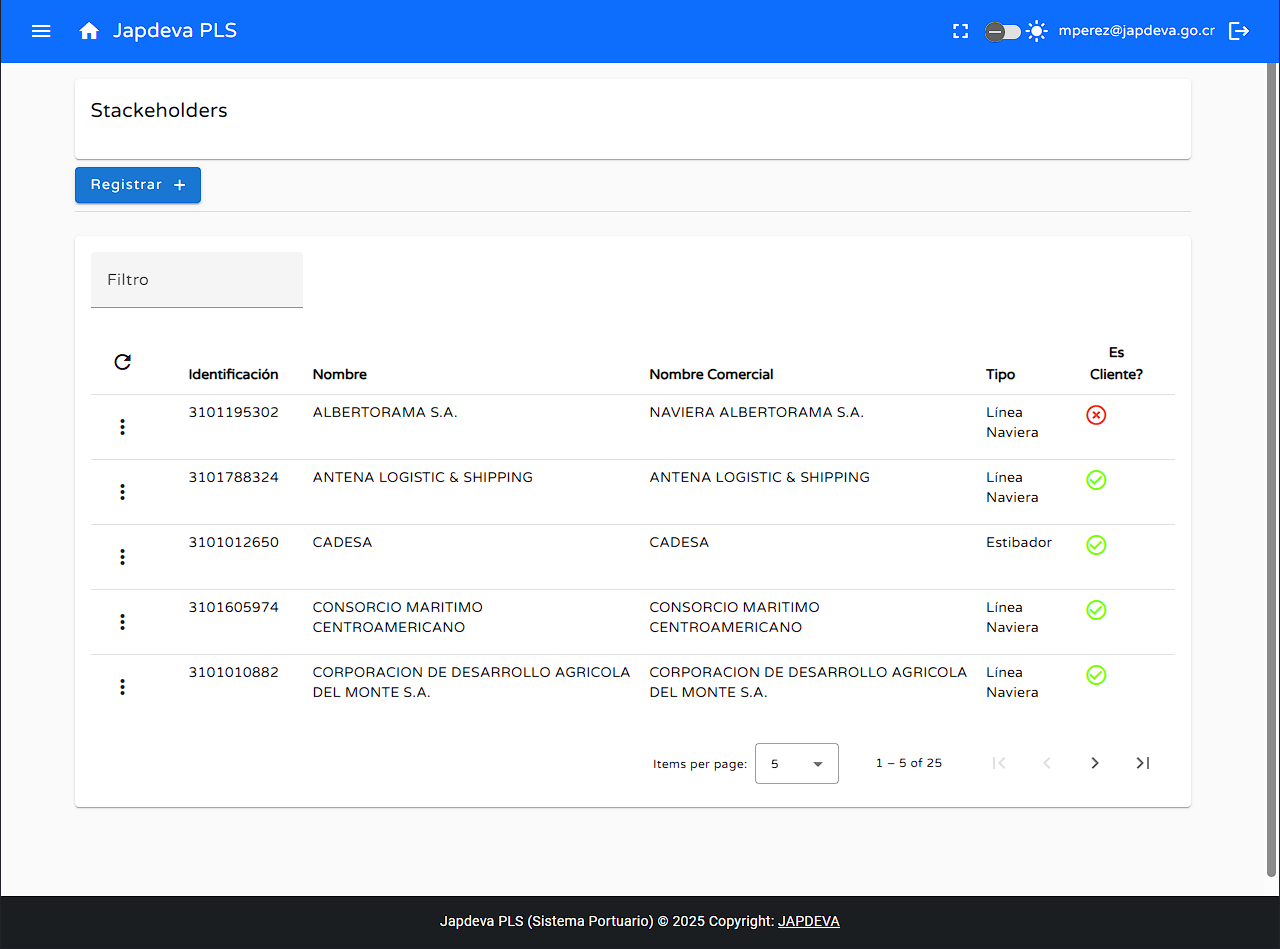 Japdeva PLS
mperez@japdeva.go.cr
Stackeholders
Registrar +
Filtro
Identificación Nombre Nombre Comercial Tipo Es Cliente?
3101195302 ALBERTORAMA S.A. NAVIERA ALBERTORAMA S.A. Línea Naviera
3101788324 ANTENA LOGISTIC & SHIPPING ANTENA LOGISTIC & SHIPPING Línea Naviera
3101012650 CADESA CADESA Estibador
3101605974 CONSORCIO MARITIMO CENTROAMERICANO CONSORCIO MARITIMO CENTROAMERICANO Línea Naviera
3101010882 CORPORACION DE DESARROLLO AGRICOLA DEL MONTE S.A. CORPORACION DE DESARROLLO AGRICOLA DEL MONTE S.A. Línea Naviera
Items per page: 5 1 – 5 of 25
Japdeva PLS (Sistema Portuario) © 2025 Copyright: JAPDEVA